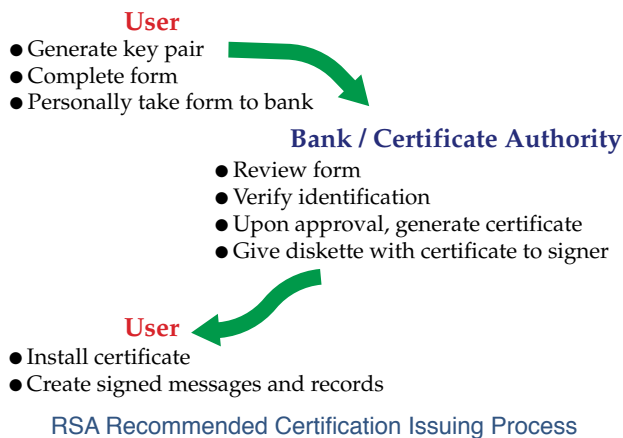 User
● Generate key pair
● Complete form
● Personally take form to bank
Bank / Certificate Authority
● Review form
● Verify identification
● Upon approval, generate certificate
● Give diskette with certificate to signer
User
● Install certificate
● Create signed messages and records
RSA Recommended Certification Issuing Process